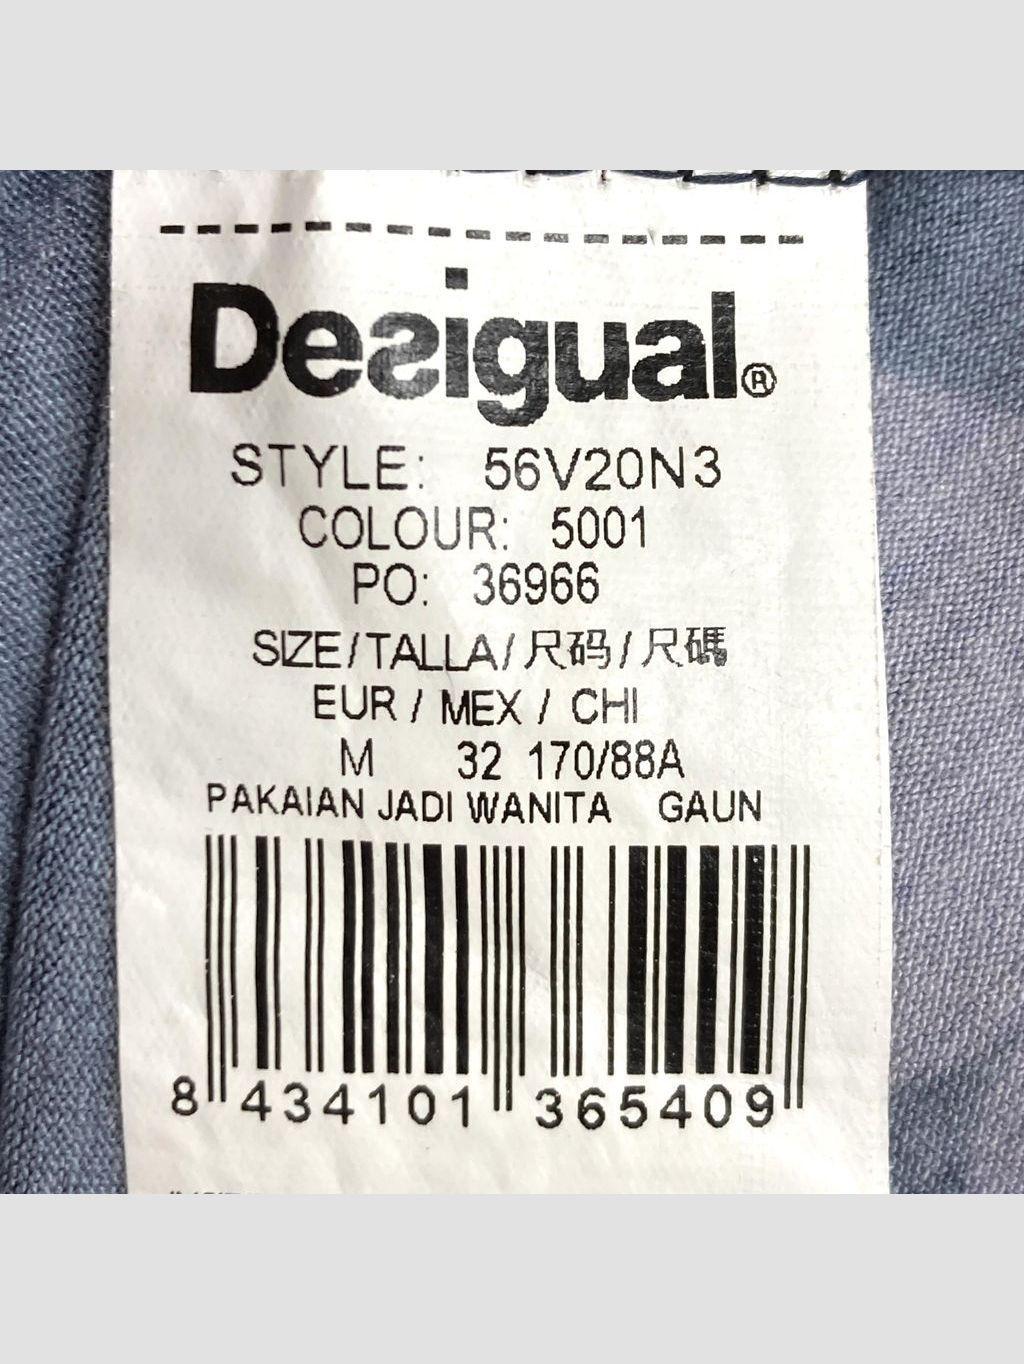 Desigual®
STYLE: 56V20N3
COLOUR: 5001
PO: 36966
SIZE/TALLA/尺码/尺碼
EUR / MEX / CHI
M 32 170/88A
PAKAIAN JADI WANITA GAUN
8 434101 365409